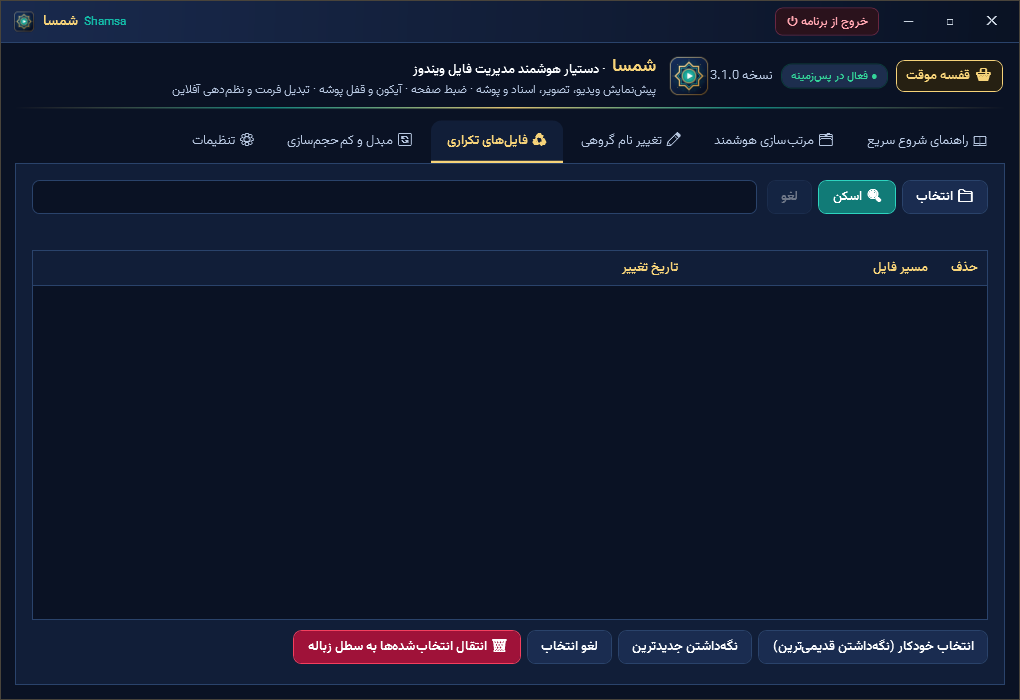 شمسا Shamsa
خروج از برنامه
شمسا · دستیار هوشمند مدیریت فایل ویندوز
پیش‌نمایش ویدیو، تصویر، اسناد و پوشه · ضبط صفحه · آیکون و قفل پوشه · تبدیل فرمت و نظم‌دهی آفلاین
نسخه 3.1.0
● فعال در پس‌زمینه
قفسه موقت
راهنمای شروع سریع
مرتب‌سازی هوشمند
تغییر نام گروهی
فایل‌های تکراری
مبدل و کم‌حجم‌سازی
تنظیمات
انتخاب
اسکن
لغو
حذف
مسیر فایل
تاریخ تغییر
انتخاب خودکار (نگه‌داشتن قدیمی‌ترین)
نگه‌داشتن جدیدترین
لغو انتخاب
انتقال انتخاب‌شده‌ها به سطل زباله